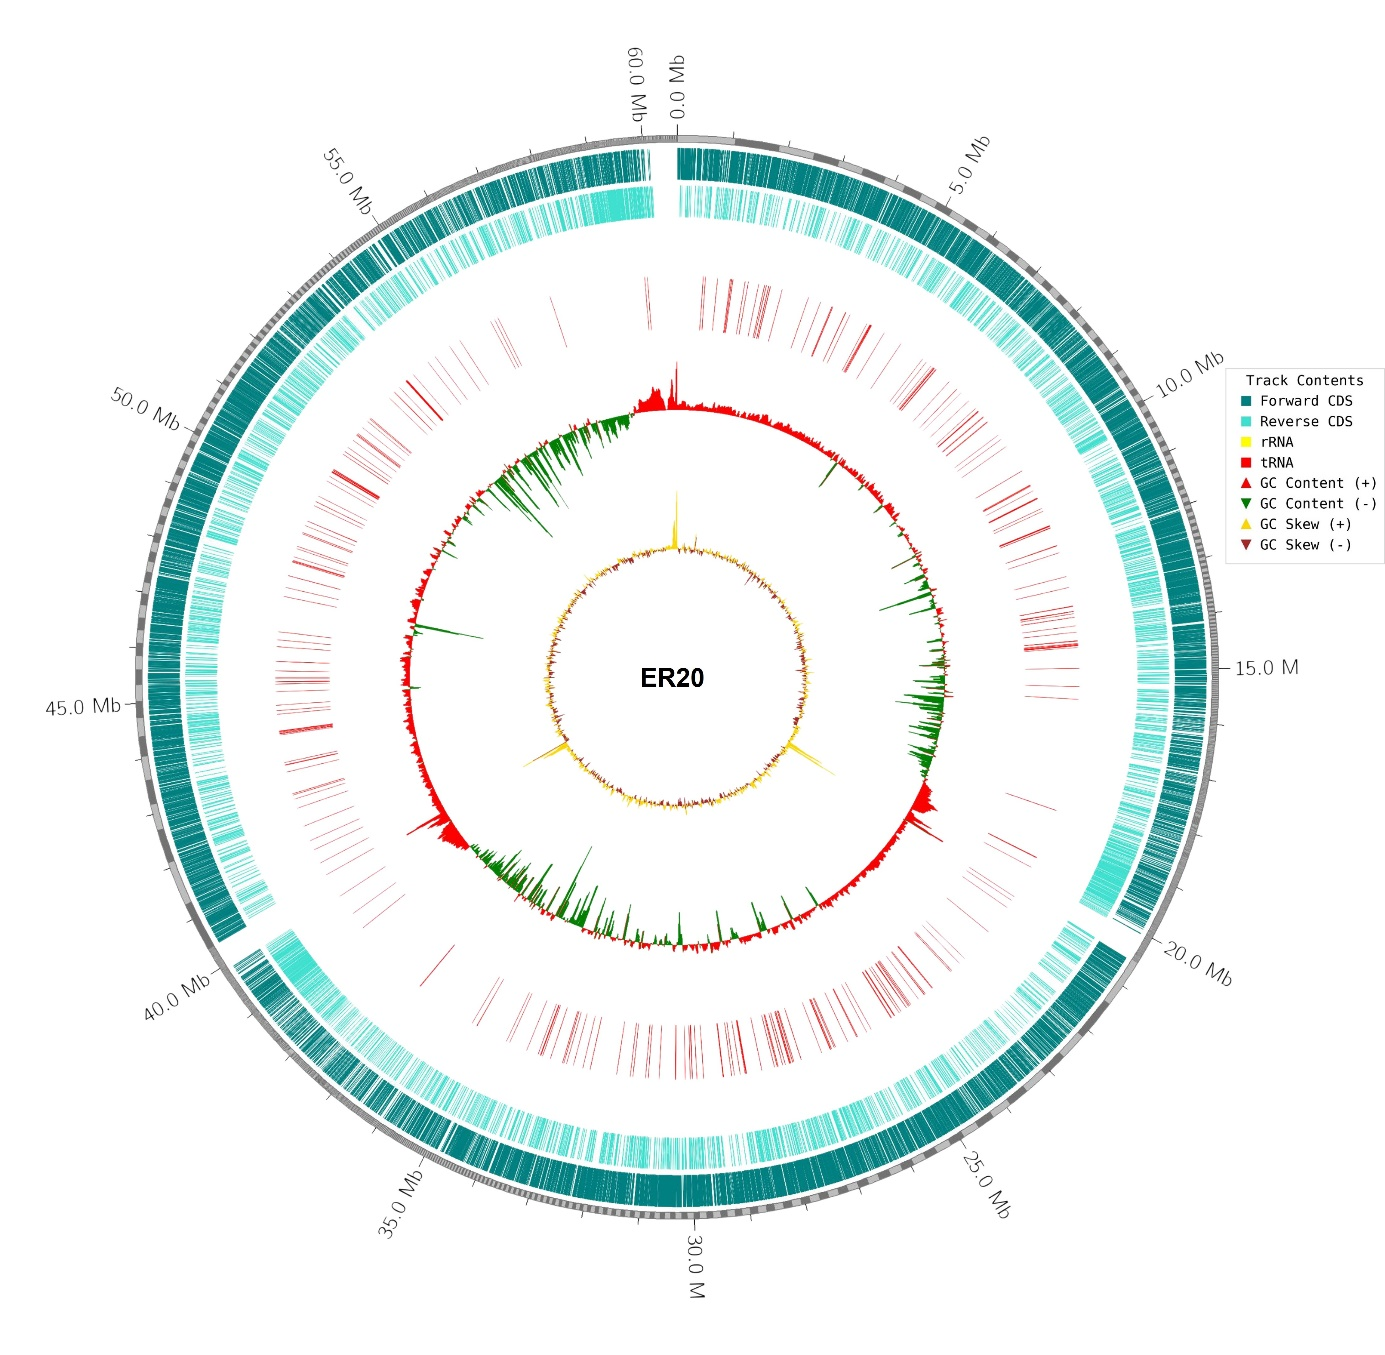 0.0 Mb
5.0 Mb
10.0 Mb
15.0 M
20.0 Mb
25.0 Mb
30.0 M
35.0 Mb
40.0 Mb
45.0 Mb
50.0 Mb
55.0 Mb
60.0 Mb
ER20
Track Contents
Forward CDS
Reverse CDS
rRNA
tRNA
GC Content (+)
GC Content (-)
GC Skew (+)
GC Skew (-)